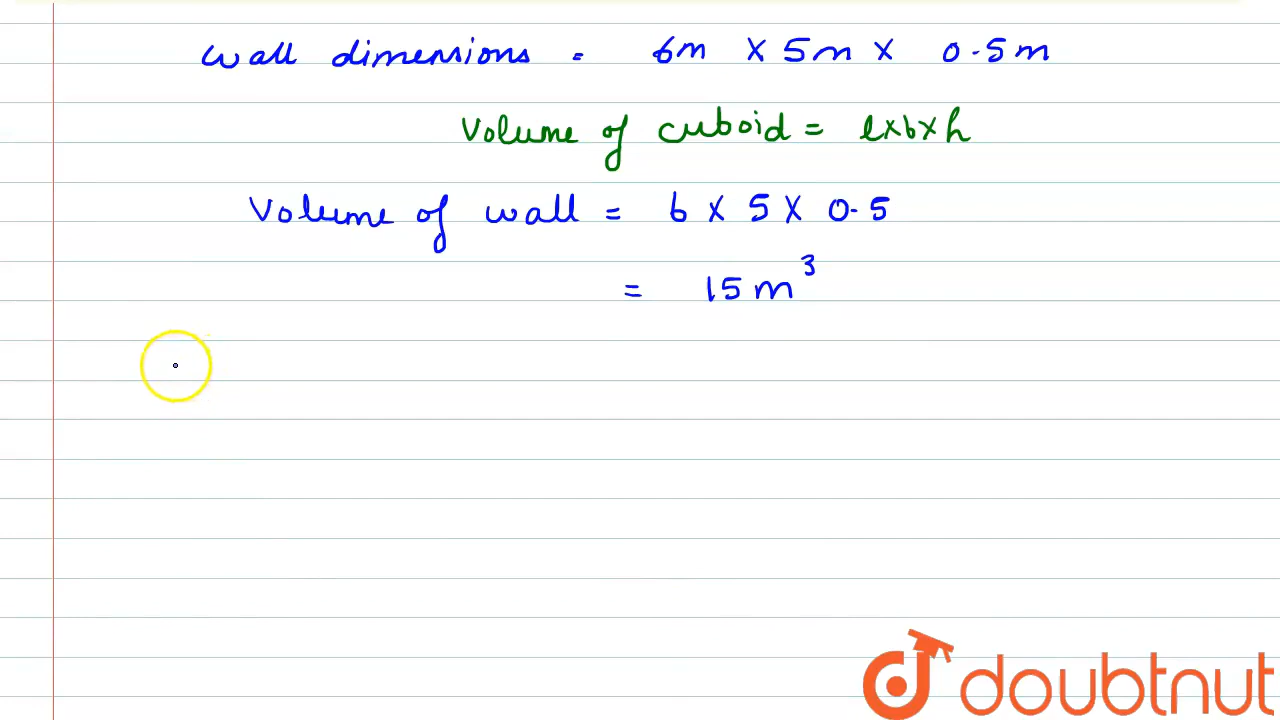 Wall dimensions = 6m × 5m × 0.5m
Volume of cuboid = l×b×h
Volume of wall = 6 × 5 × 0.5
= 15 m³
doubtnut